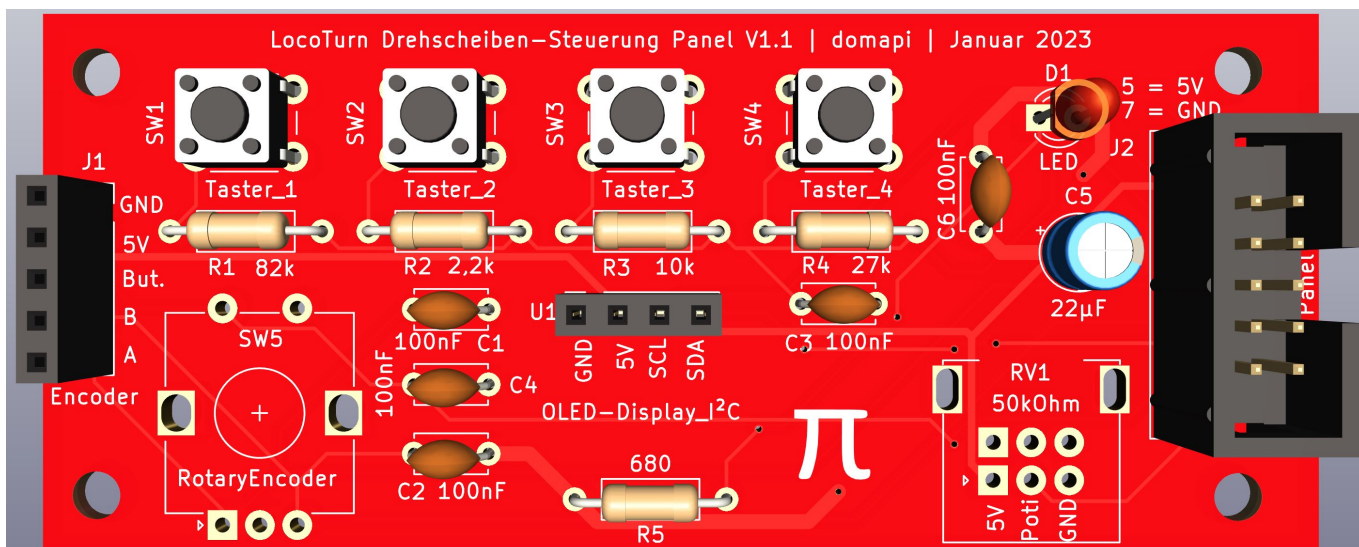 LocoTurn Drehscheiben-Steuerung Panel V1.1 | domapi | Januar 2023
SW1
SW2
SW3
SW4
D1
5 = 5V
7 = GND
LED
J2
J1
Taster_1
Taster_2
Taster_3
Taster_4
C6 100nF
C5
+
22µF
GND
5V
But.
B
A
Encoder
R1 82k
R2 2,2k
R3 10k
R4 27k
SW5
RotaryEncoder
100nF C1
100nF
C4
C2 100nF
U1
GND
5V
SCL
SDA
OLED-Display_I²C
C3 100nF
π
680
R5
RV1
50kOhm
5V
Poti
GND
Panel